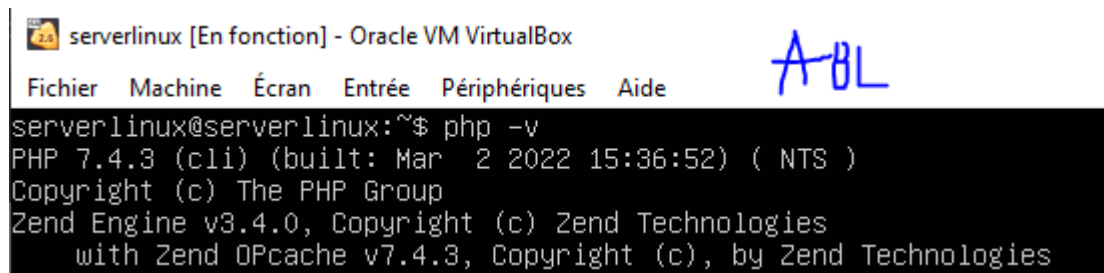 serverlinux [En fonction] - Oracle VM VirtualBox
A-BL
Fichier Machine Écran Entrée Périphériques Aide
serverlinux@serverlinux:~$ php -v
PHP 7.4.3 (cli) (built: Mar  2 2022 15:36:52) ( NTS )
Copyright (c) The PHP Group
Zend Engine v3.4.0, Copyright (c) Zend Technologies
    with Zend OPcache v7.4.3, Copyright (c), by Zend Technologies